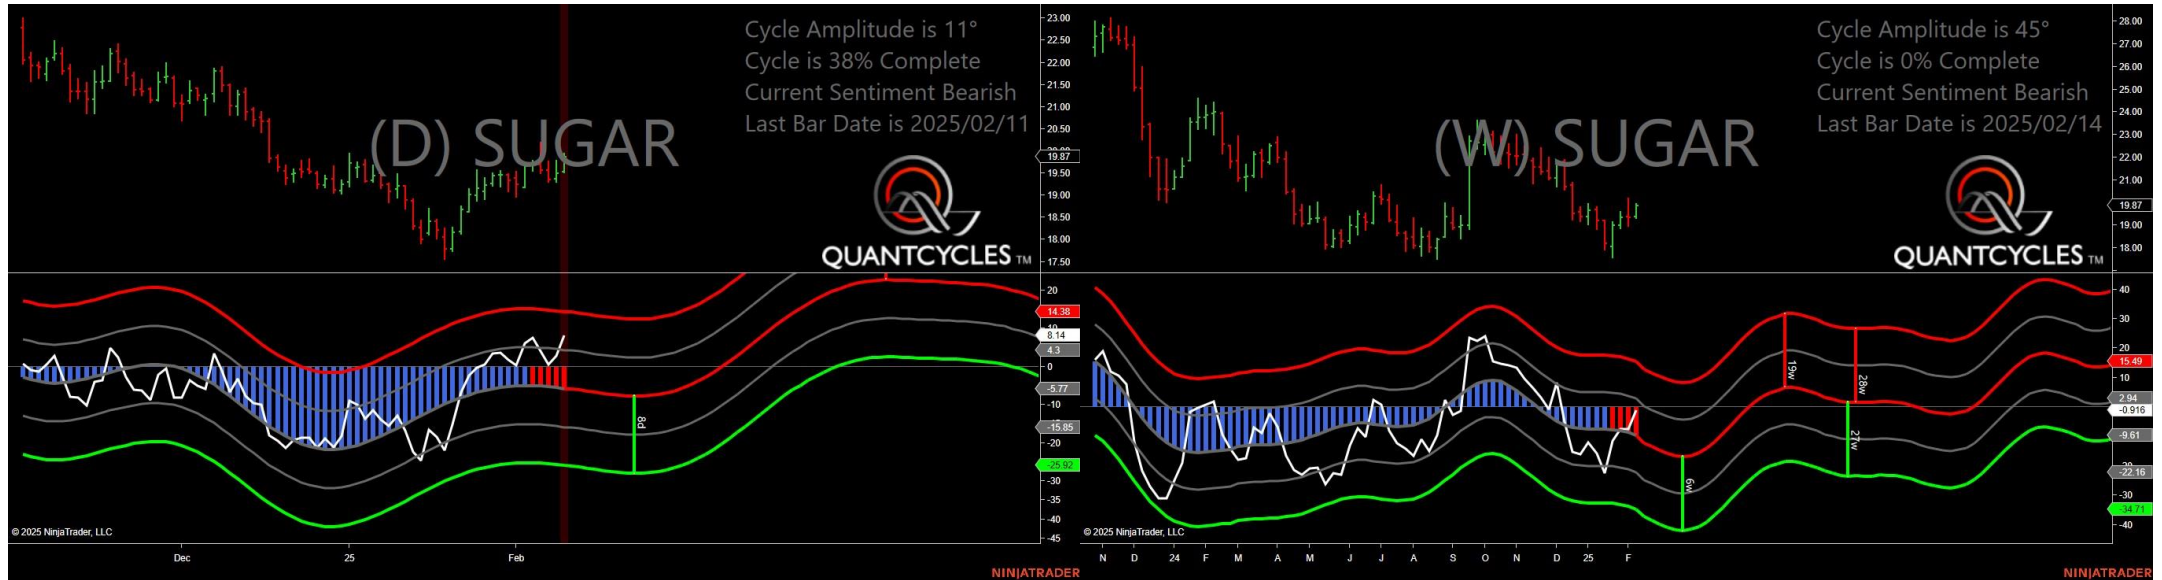 Cycle Amplitude is 11°
Cycle is 38% Complete
Current Sentiment Bearish
Last Bar Date is 2025/02/11
(D) SUGAR
QUANTCYCLES TM
23.00
22.50
22.00
21.50
21.00
20.50
19.87
19.50
19.00
18.50
18.00
17.50
20
14.38
8.14
4.3
0
-5.77
-10
-15.85
-20
-25.92
-30
-35
-40
-45
8d
© 2025 NinjaTrader, LLC
Dec
25
Feb
NINJATRADER
Cycle Amplitude is 45°
Cycle is 0% Complete
Current Sentiment Bearish
Last Bar Date is 2025/02/14
(W) SUGAR
QUANTCYCLES TM
28.00
27.00
26.00
25.00
24.00
23.00
22.00
21.00
19.87
19.00
18.00
40
30
20
15.49
10
2.94
-0.916
-9.61
-22.16
-30
-34.71
-40
19w
28w
27w
6w
© 2025 NinjaTrader, LLC
N D 24 F M A M J J A S O N D 25 F
NINJATRADER